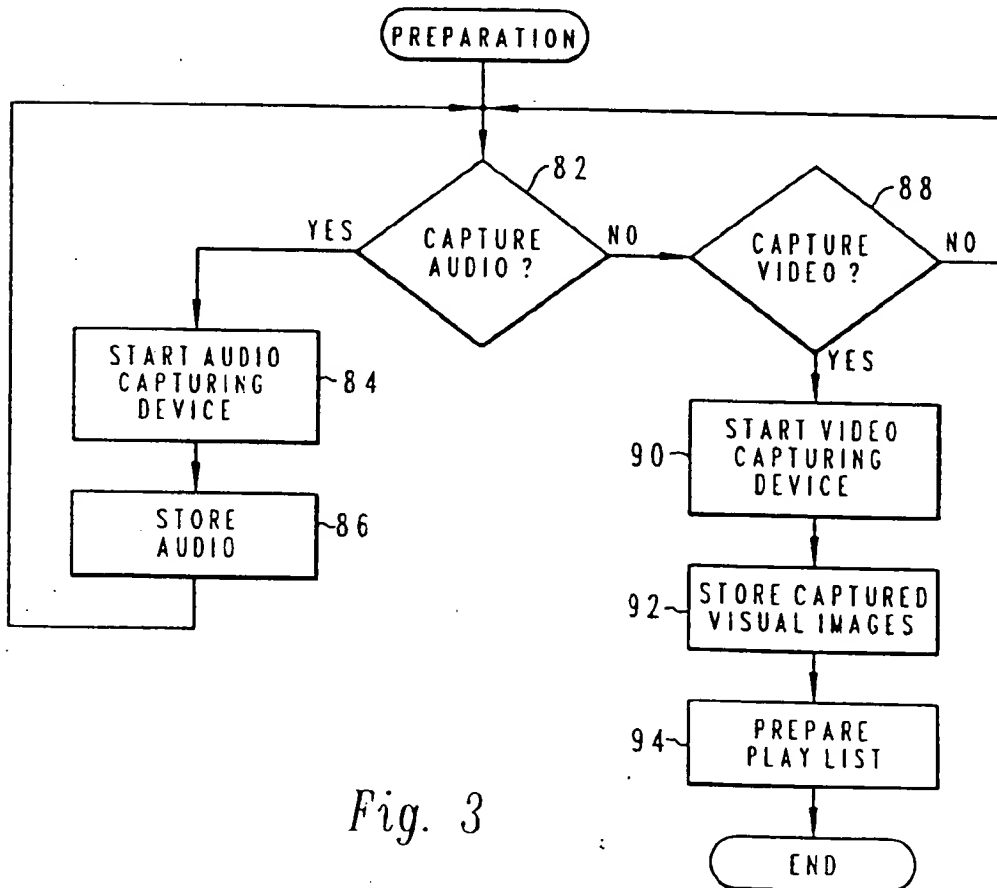 PREPARATION
82
88
YES
CAPTURE
AUDIO ?
NO
CAPTURE
VIDEO ?
NO
START AUDIO
CAPTURING
DEVICE
84
YES
90
START VIDEO
CAPTURING
DEVICE
STORE
AUDIO
86
92
STORE CAPTURED
VISUAL IMAGES
94
PREPARE
PLAY LIST
Fig. 3
END